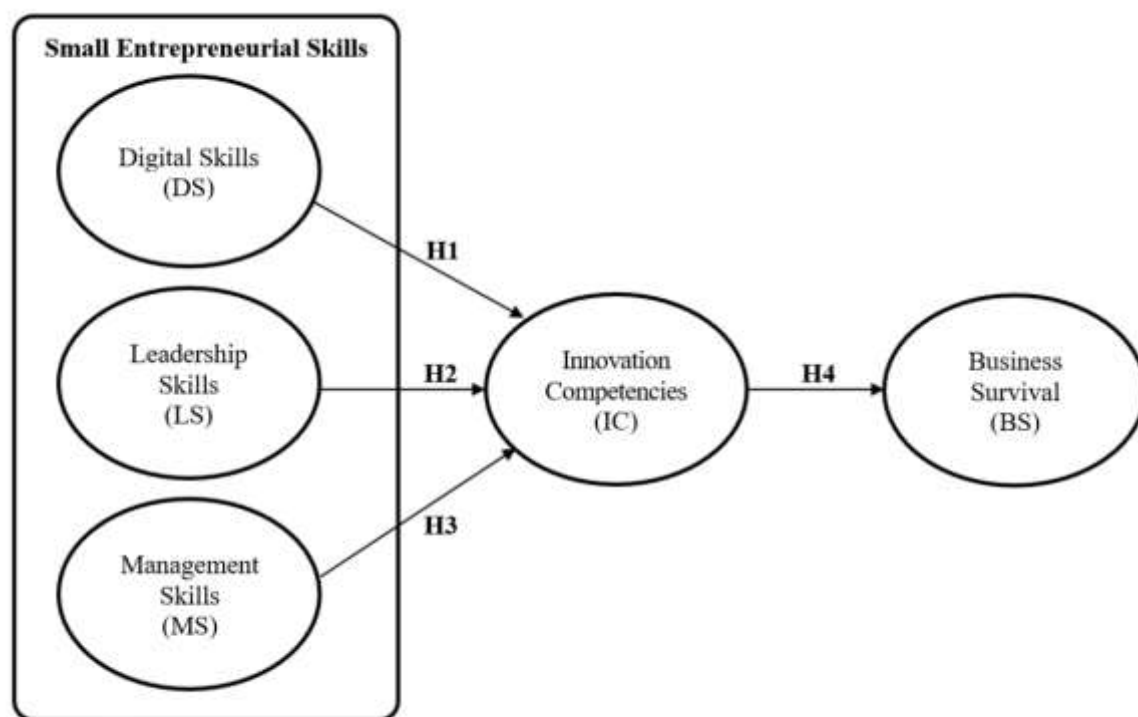 Small Entrepreneurial Skills
Digital Skills
(DS)
H1
Leadership
Skills
(LS)
H2
Innovation
Competencies
(IC)
H4
Business
Survival
(BS)
H3
Management
Skills
(MS)